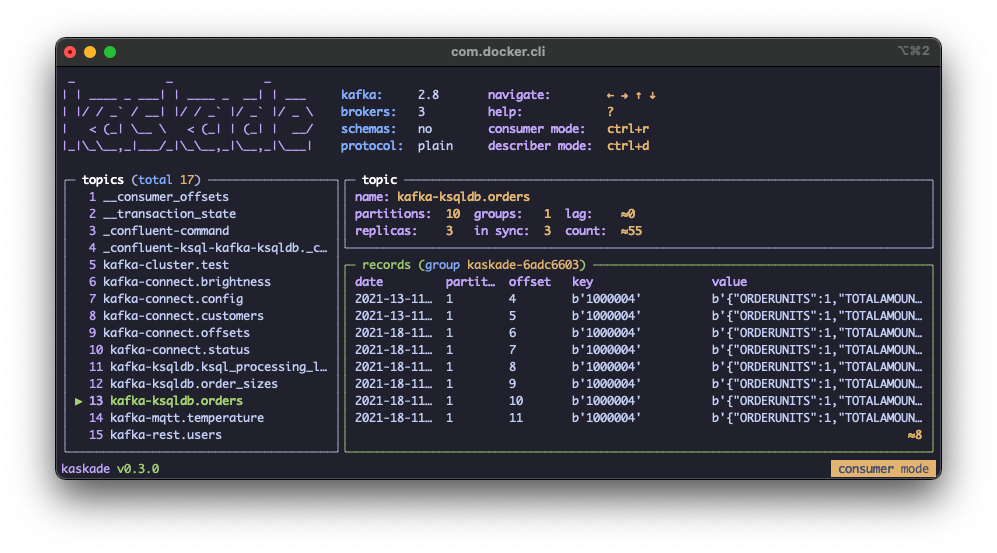 com.docker.cli
⌥⌘2
kaskade
kafka: 2.8 navigate: ← → ↑ ↓
brokers: 3 help: ?
schemas: no consumer mode: ctrl+r
protocol: plain describer mode: ctrl+d
topics (total 17)
1 __consumer_offsets
2 __transaction_state
3 _confluent-command
4 _confluent-ksql-kafka-ksqldb._c…
5 kafka-cluster.test
6 kafka-connect.brightness
7 kafka-connect.config
8 kafka-connect.customers
9 kafka-connect.offsets
10 kafka-connect.status
11 kafka-ksqldb.ksql_processing_l…
12 kafka-ksqldb.order_sizes
▶ 13 kafka-ksqldb.orders
14 kafka-mqtt.temperature
15 kafka-rest.users
topic
name: kafka-ksqldb.orders
partitions: 10 groups: 1 lag: ≈0
replicas: 3 in sync: 3 count: ≈55
records (group kaskade-6adc6603)
date partit… offset key value
2021-13-11… 1 4 b'1000004' b'{"ORDERUNITS":1,"TOTALAMOUN…
2021-13-11… 1 5 b'1000004' b'{"ORDERUNITS":1,"TOTALAMOUN…
2021-18-11… 1 6 b'1000004' b'{"ORDERUNITS":1,"TOTALAMOUN…
2021-18-11… 1 7 b'1000004' b'{"ORDERUNITS":1,"TOTALAMOUN…
2021-18-11… 1 8 b'1000004' b'{"ORDERUNITS":1,"TOTALAMOUN…
2021-18-11… 1 9 b'1000004' b'{"ORDERUNITS":1,"TOTALAMOUN…
2021-18-11… 1 10 b'1000004' b'{"ORDERUNITS":1,"TOTALAMOUN…
2021-18-11… 1 11 b'1000004' b'{"ORDERUNITS":1,"TOTALAMOUN…
≈8
kaskade v0.3.0
consumer mode